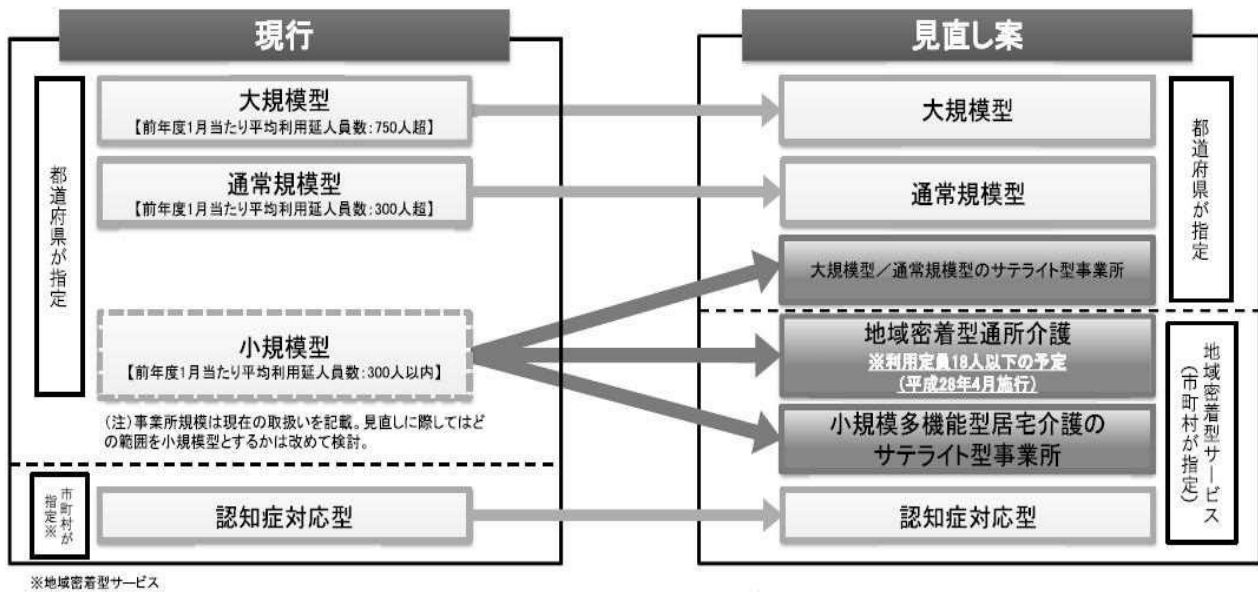 現行
都道府県が指定
大規模型
【前年度1月当たり平均利用延人員数:750人超】
通常規模型
【前年度1月当たり平均利用延人員数:300人超】
小規模型
【前年度1月当たり平均利用延人員数:300人以内】
(注)事業所規模は現在の取扱いを記載。見直しに際してはど
の範囲を小規模型とするかは改めて検討。
市町村が
指定※
認知症対応型
※地域密着型サービス
見直し案
大規模型
通常規模型
大規模型／通常規模型のサテライト型事業所
都道府県が指定
地域密着型通所介護
※利用定員18人以下の予定
(平成28年4月施行)
小規模多機能型居宅介護の
サテライト型事業所
認知症対応型
地域密着型サービス
(市町村が指定)